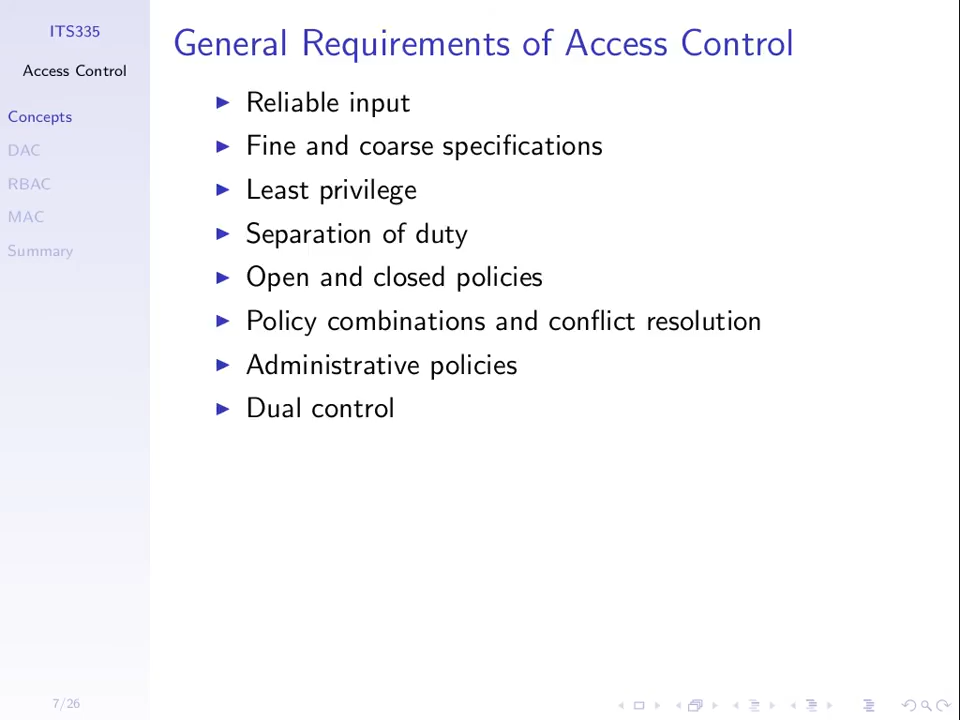 ITS335
Access Control
Concepts
DAC
RBAC
MAC
Summary
7/26
General Requirements of Access Control
Reliable input
Fine and coarse specifications
Least privilege
Separation of duty
Open and closed policies
Policy combinations and conflict resolution
Administrative policies
Dual control